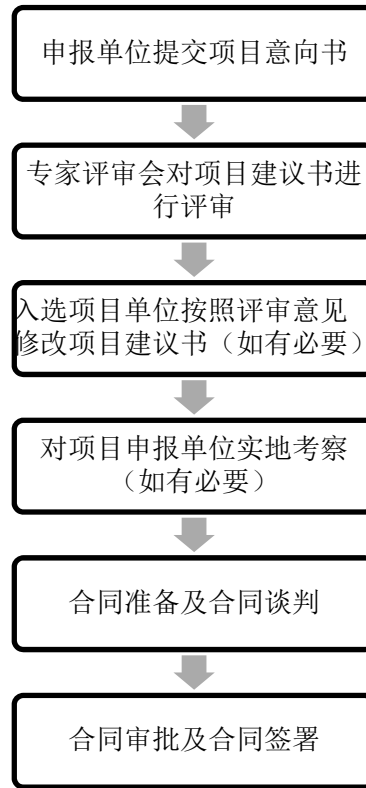 申报单位提交项目意向书
专家评审会对项目建议书进
行评审
入选项目单位按照评审意见
修改项目建议书（如有必要）
对项目申报单位实地考察
（如有必要）
合同准备及合同谈判
合同审批及合同签署